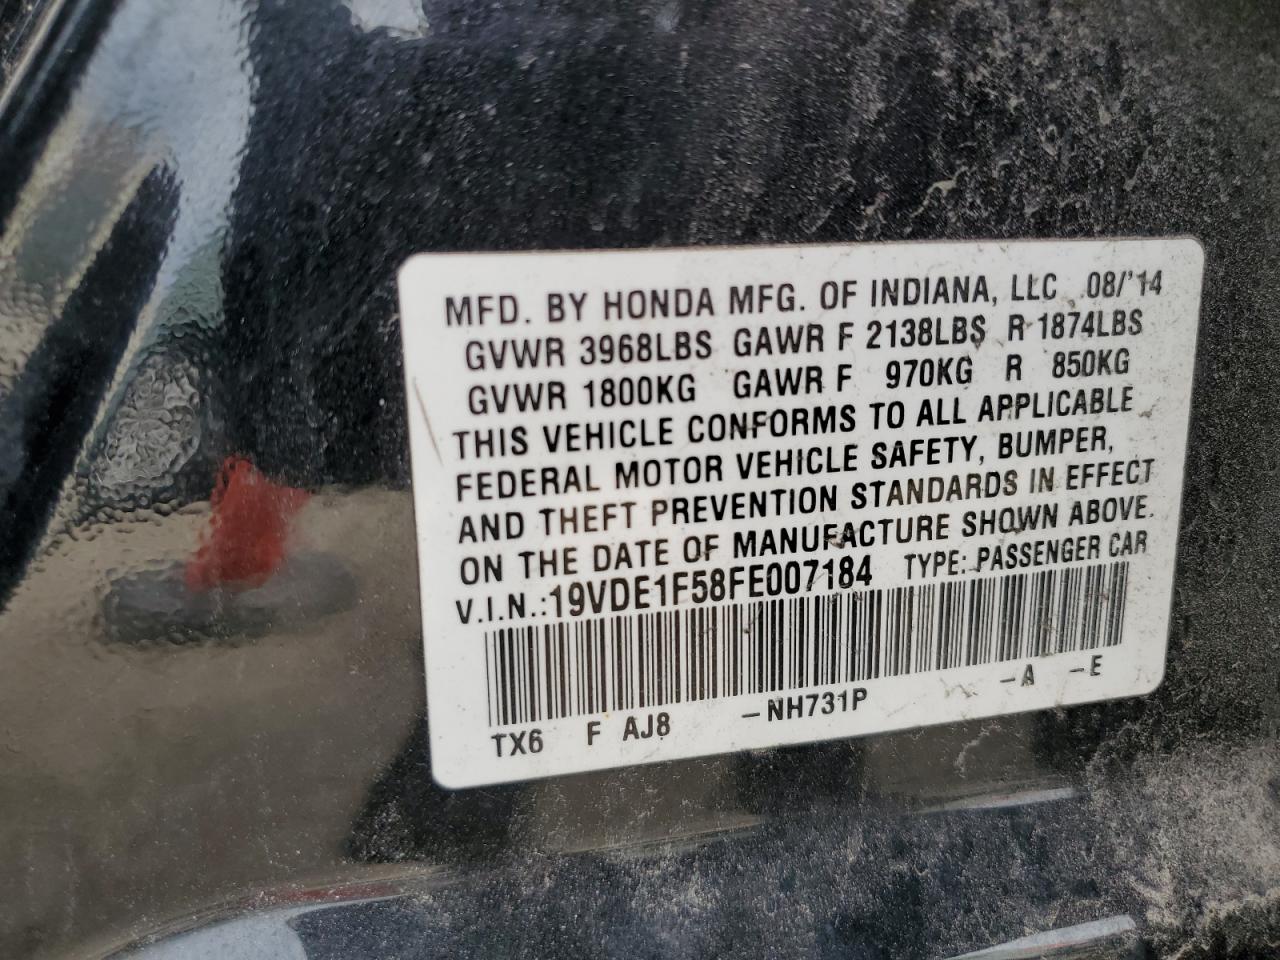 MFD. BY HONDA MFG. OF INDIANA, LLC 08/'14
GVWR 3968LBS GAWR F 2138LBS R 1874LBS
GVWR 1800KG GAWR F 970KG R 850KG
THIS VEHICLE CONFORMS TO ALL APPLICABLE
FEDERAL MOTOR VEHICLE SAFETY, BUMPER,
AND THEFT PREVENTION STANDARDS IN EFFECT
ON THE DATE OF MANUFACTURE SHOWN ABOVE.
V.I.N.:19VDE1F58FE007184 TYPE: PASSENGER CAR
TX6 F AJ8 -NH731P -A -E